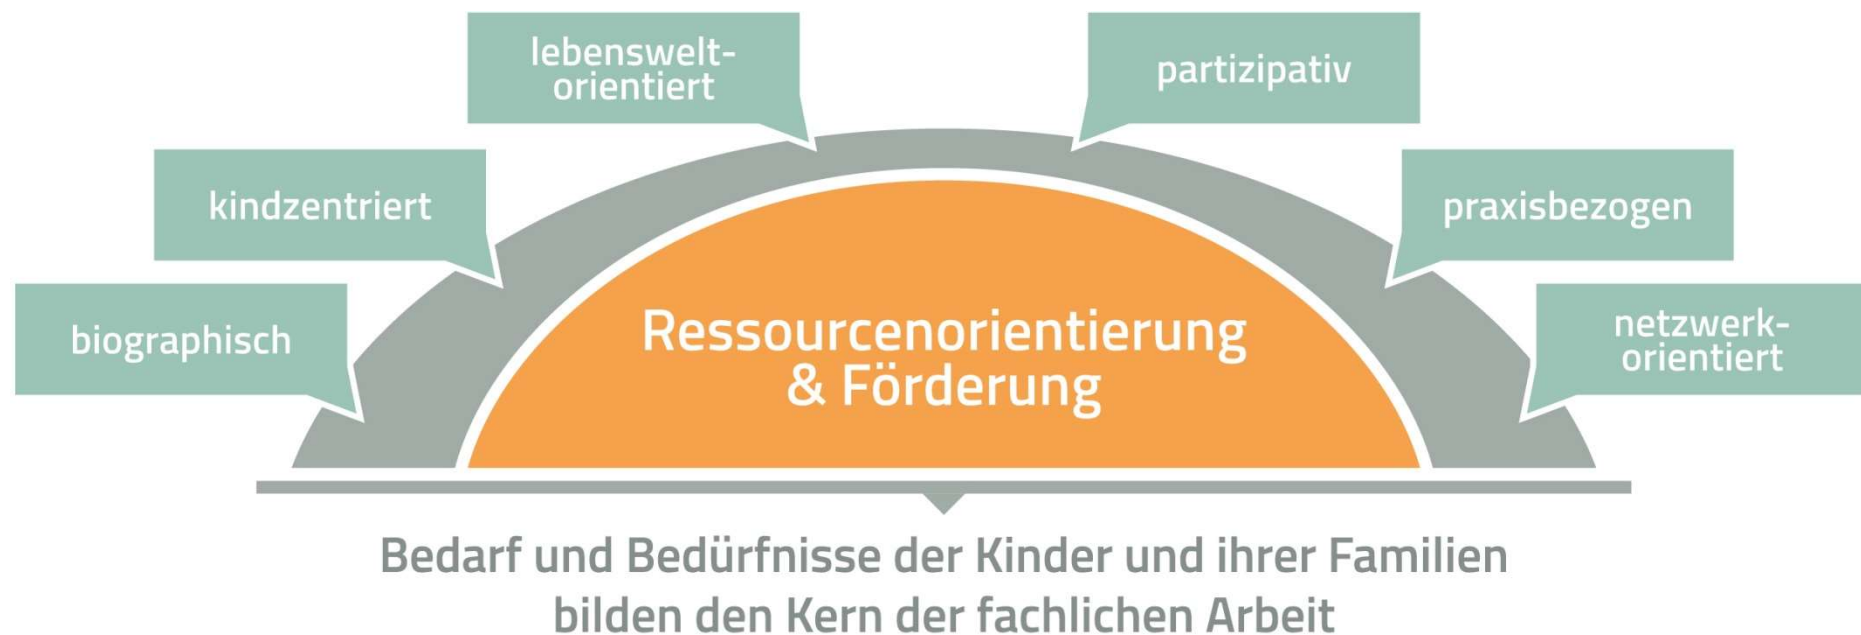 lebenswelt-
orientiert
partizipativ
kindzentriert
praxisbezogen
biographisch
netzwerk-
orientiert
Ressourcenorientierung
& Förderung
Bedarf und Bedürfnisse der Kinder und ihrer Familien
bilden den Kern der fachlichen Arbeit